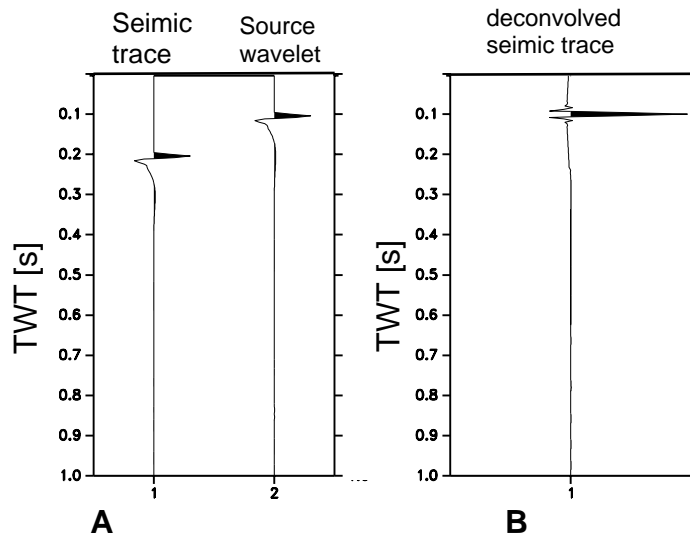 Seimic
trace
Source
wavelet
deconvolved
seimic trace
TWT [s]
0.1
0.2
0.3
0.4
0.5
0.6
0.7
0.8
0.9
1.0
1
2
A
TWT [s]
0.1
0.2
0.3
0.4
0.5
0.6
0.7
0.8
0.9
1.0
1
B